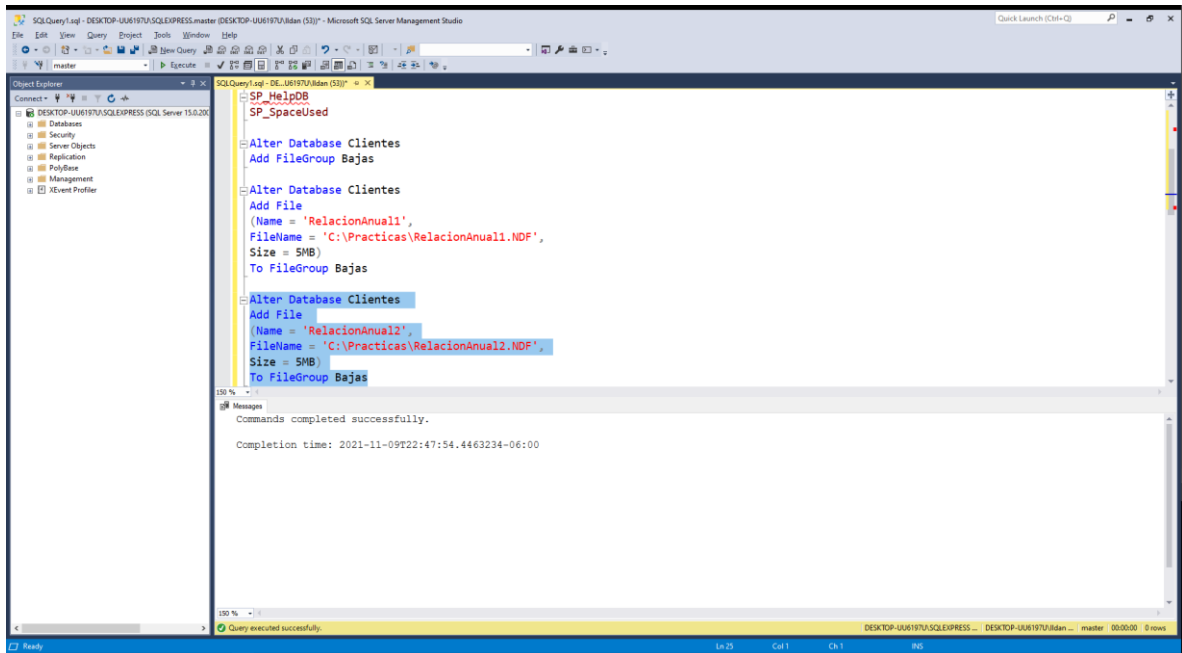 SQLQuery1.sql - DESKTOP-UU6197U\SQLEXPRESS.master (DESKTOP-UU6197U\Ildan (53))* - Microsoft SQL Server Management Studio
Quick Launch (Ctrl+Q)
File Edit View Query Project Tools Window Help
New Query
master
Execute
Object Explorer
SQLQuery1.sql - DE...U6197U\Ildan (53))*
Connect
DESKTOP-UU6197U\SQLEXPRESS (SQL Server 15.0.200
Databases
Security
Server Objects
Replication
PolyBase
Management
XEvent Profiler
SP_HelpDB
SP_SpaceUsed
Alter Database Clientes
Add FileGroup Bajas
Alter Database Clientes
Add File
(Name = 'RelacionAnual1',
FileName = 'C:\Practicas\RelacionAnual1.NDF',
Size = 5MB)
To FileGroup Bajas
Alter Database Clientes
Add File
(Name = 'RelacionAnual2',
FileName = 'C:\Practicas\RelacionAnual2.NDF',
Size = 5MB)
To FileGroup Bajas
150 %
Messages
Commands completed successfully.
Completion time: 2021-11-09T22:47:54.4463234-06:00
150 %
Query executed successfully.
DESKTOP-UU6197U\SQLEXPRESS ... DESKTOP-UU6197U\Ildan ... master 00:00:00 0 rows
Ready
Ln 25 Col 1 Ch 1 INS